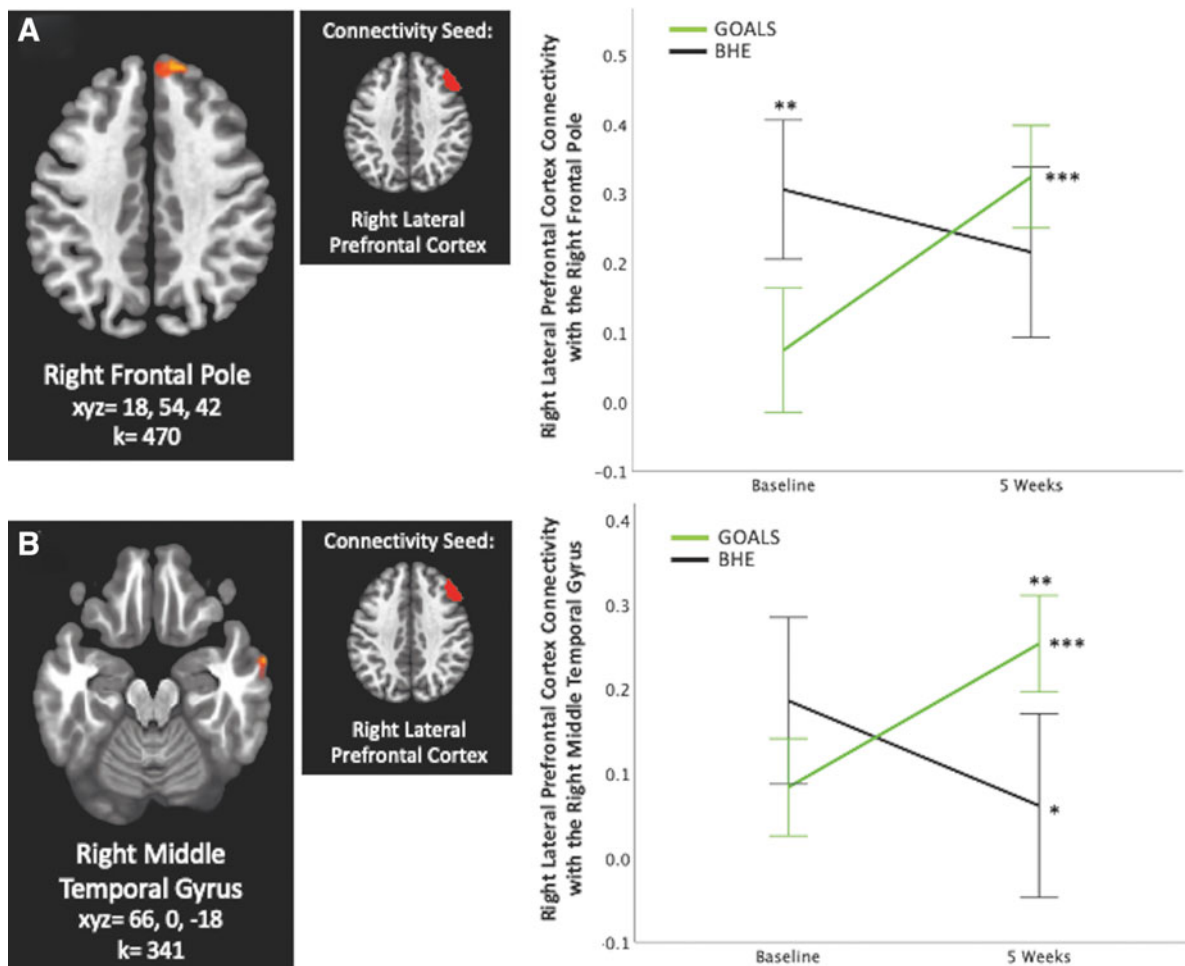 A
Connectivity Seed:
Right Lateral
Prefrontal Cortex
Right Frontal Pole
xyz= 18, 54, 42
k= 470
Right Lateral Prefrontal Cortex Connectivity
with the Right Frontal Pole
GOALS
BHE
0.5
0.4
0.3
0.2
0.1
0.0
-0.1
**
***
Baseline
5 Weeks
B
Connectivity Seed:
Right Lateral
Prefrontal Cortex
Right Middle
Temporal Gyrus
xyz= 66, 0, -18
k= 341
Right Lateral Prefrontal Cortex Connectivity
with the Right Middle Temporal Gyrus
GOALS
BHE
0.4
0.3
0.2
0.1
0.0
-0.1
**
***
*
Baseline
5 Weeks